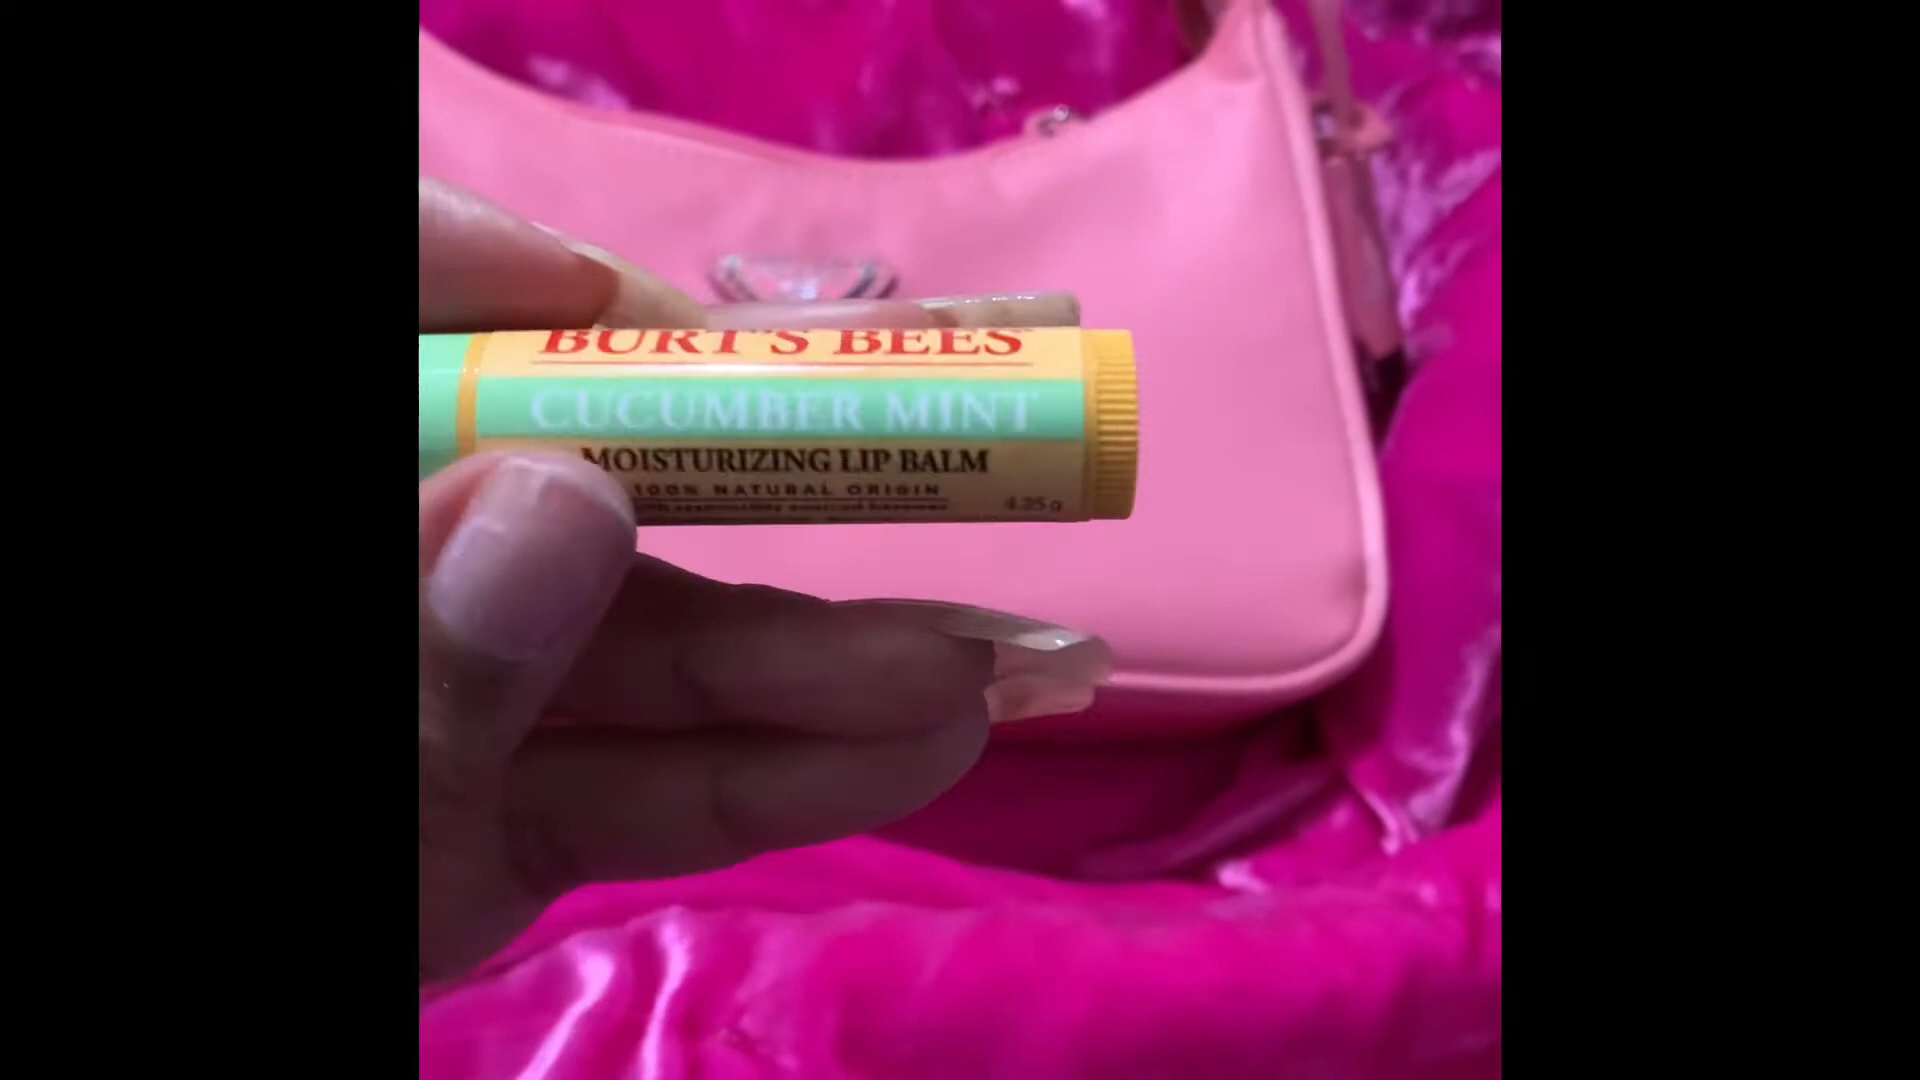 BURT'S BEES
CUCUMBER MINT
MOISTURIZING LIP BALM
100% NATURAL ORIGIN
4.25 g